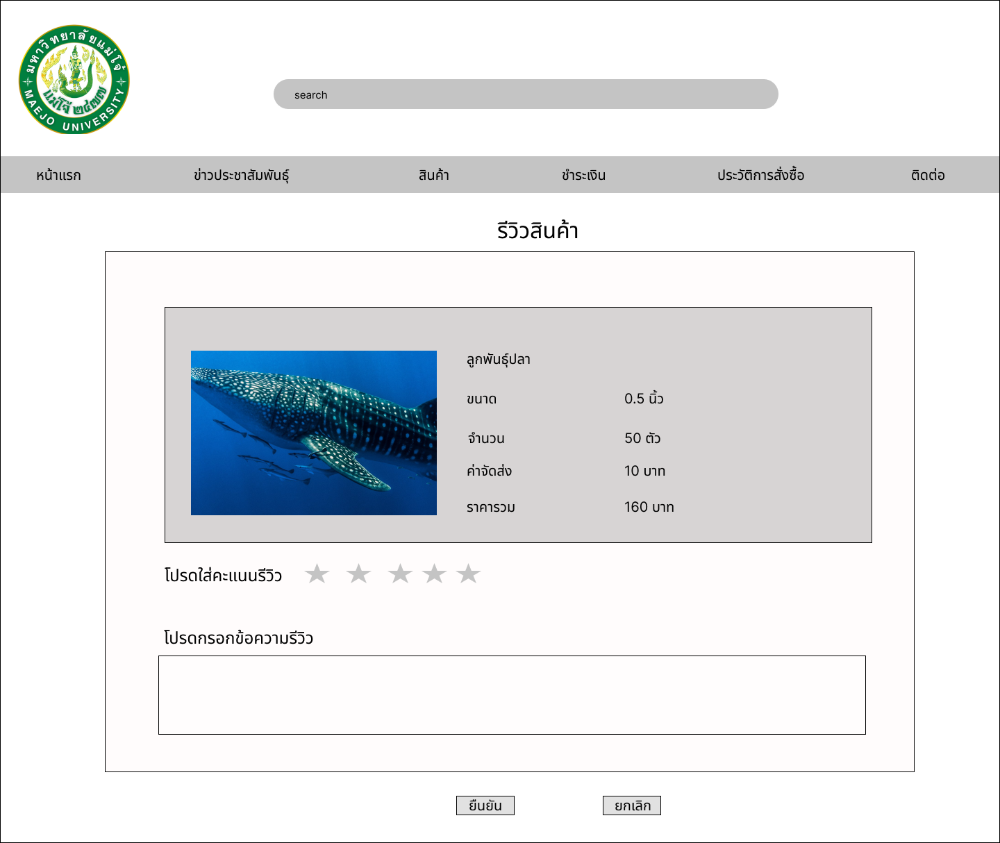 มหาวิทยาลัยแม่โจ้
แม่โจ้ ๒๔๗๗
MAEJO UNIVERSITY
search
หน้าแรก ข่าวประชาสัมพันธุ์ สินค้า ชำระเงิน ประวัติการสั่งซื้อ ติดต่อ
รีวิวสินค้า
ลูกพันธุ์ปลา
ขนาด 0.5 นิ้ว
จำนวน 50 ตัว
ค่าจัดส่ง 10 บาท
ราคารวม 160 บาท
โปรดใส่คะแนนรีวิว
โปรดกรอกข้อความรีวิว
ยืนยัน ยกเลิก